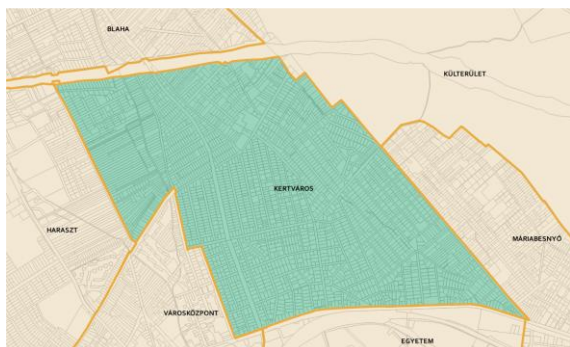 BLAHA
KÜLTERÜLET
KERTVÁROS
HARASZT
MÁRIABESNYŐ
VÁROSKÖZPONT
EGYETEM